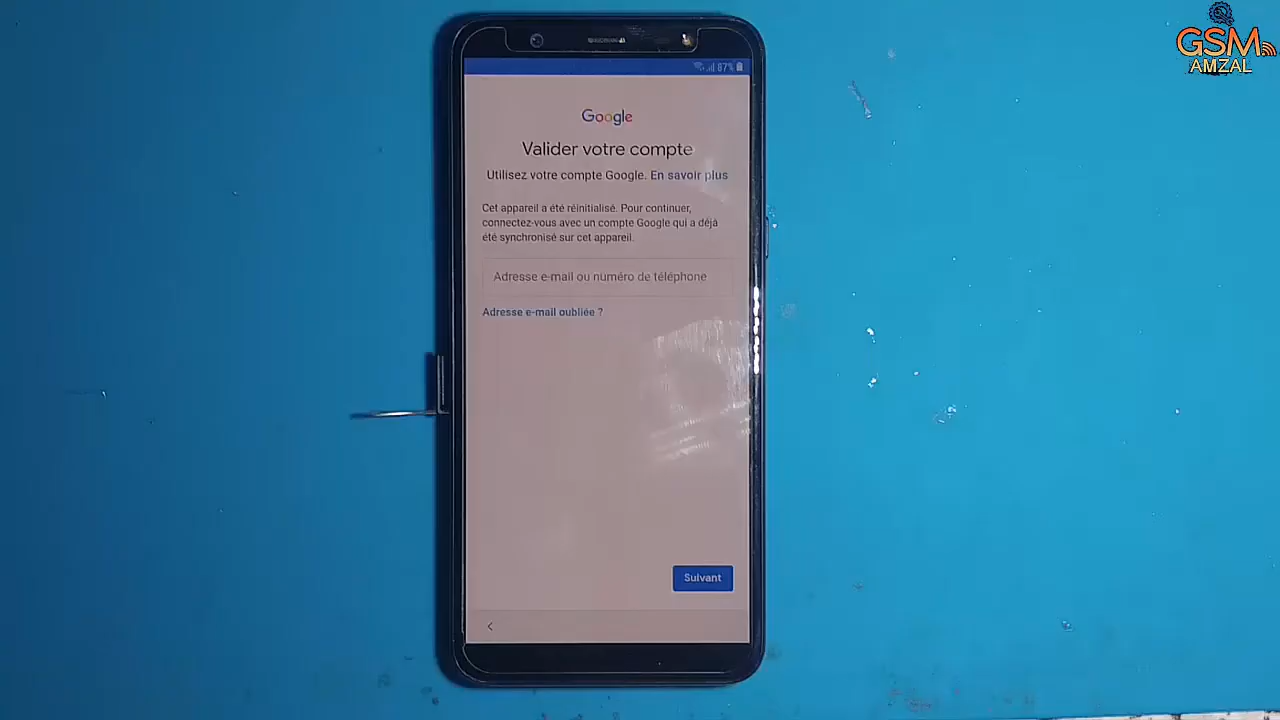 GSM
AMZAL
87%
Google
Valider votre compte
Utilisez votre compte Google. En savoir plus
Cet appareil a été réinitialisé. Pour continuer,
connectez-vous avec un compte Google qui a déjà
été synchronisé sur cet appareil.
Adresse e-mail ou numéro de téléphone
Adresse e-mail oubliée ?
Suivant